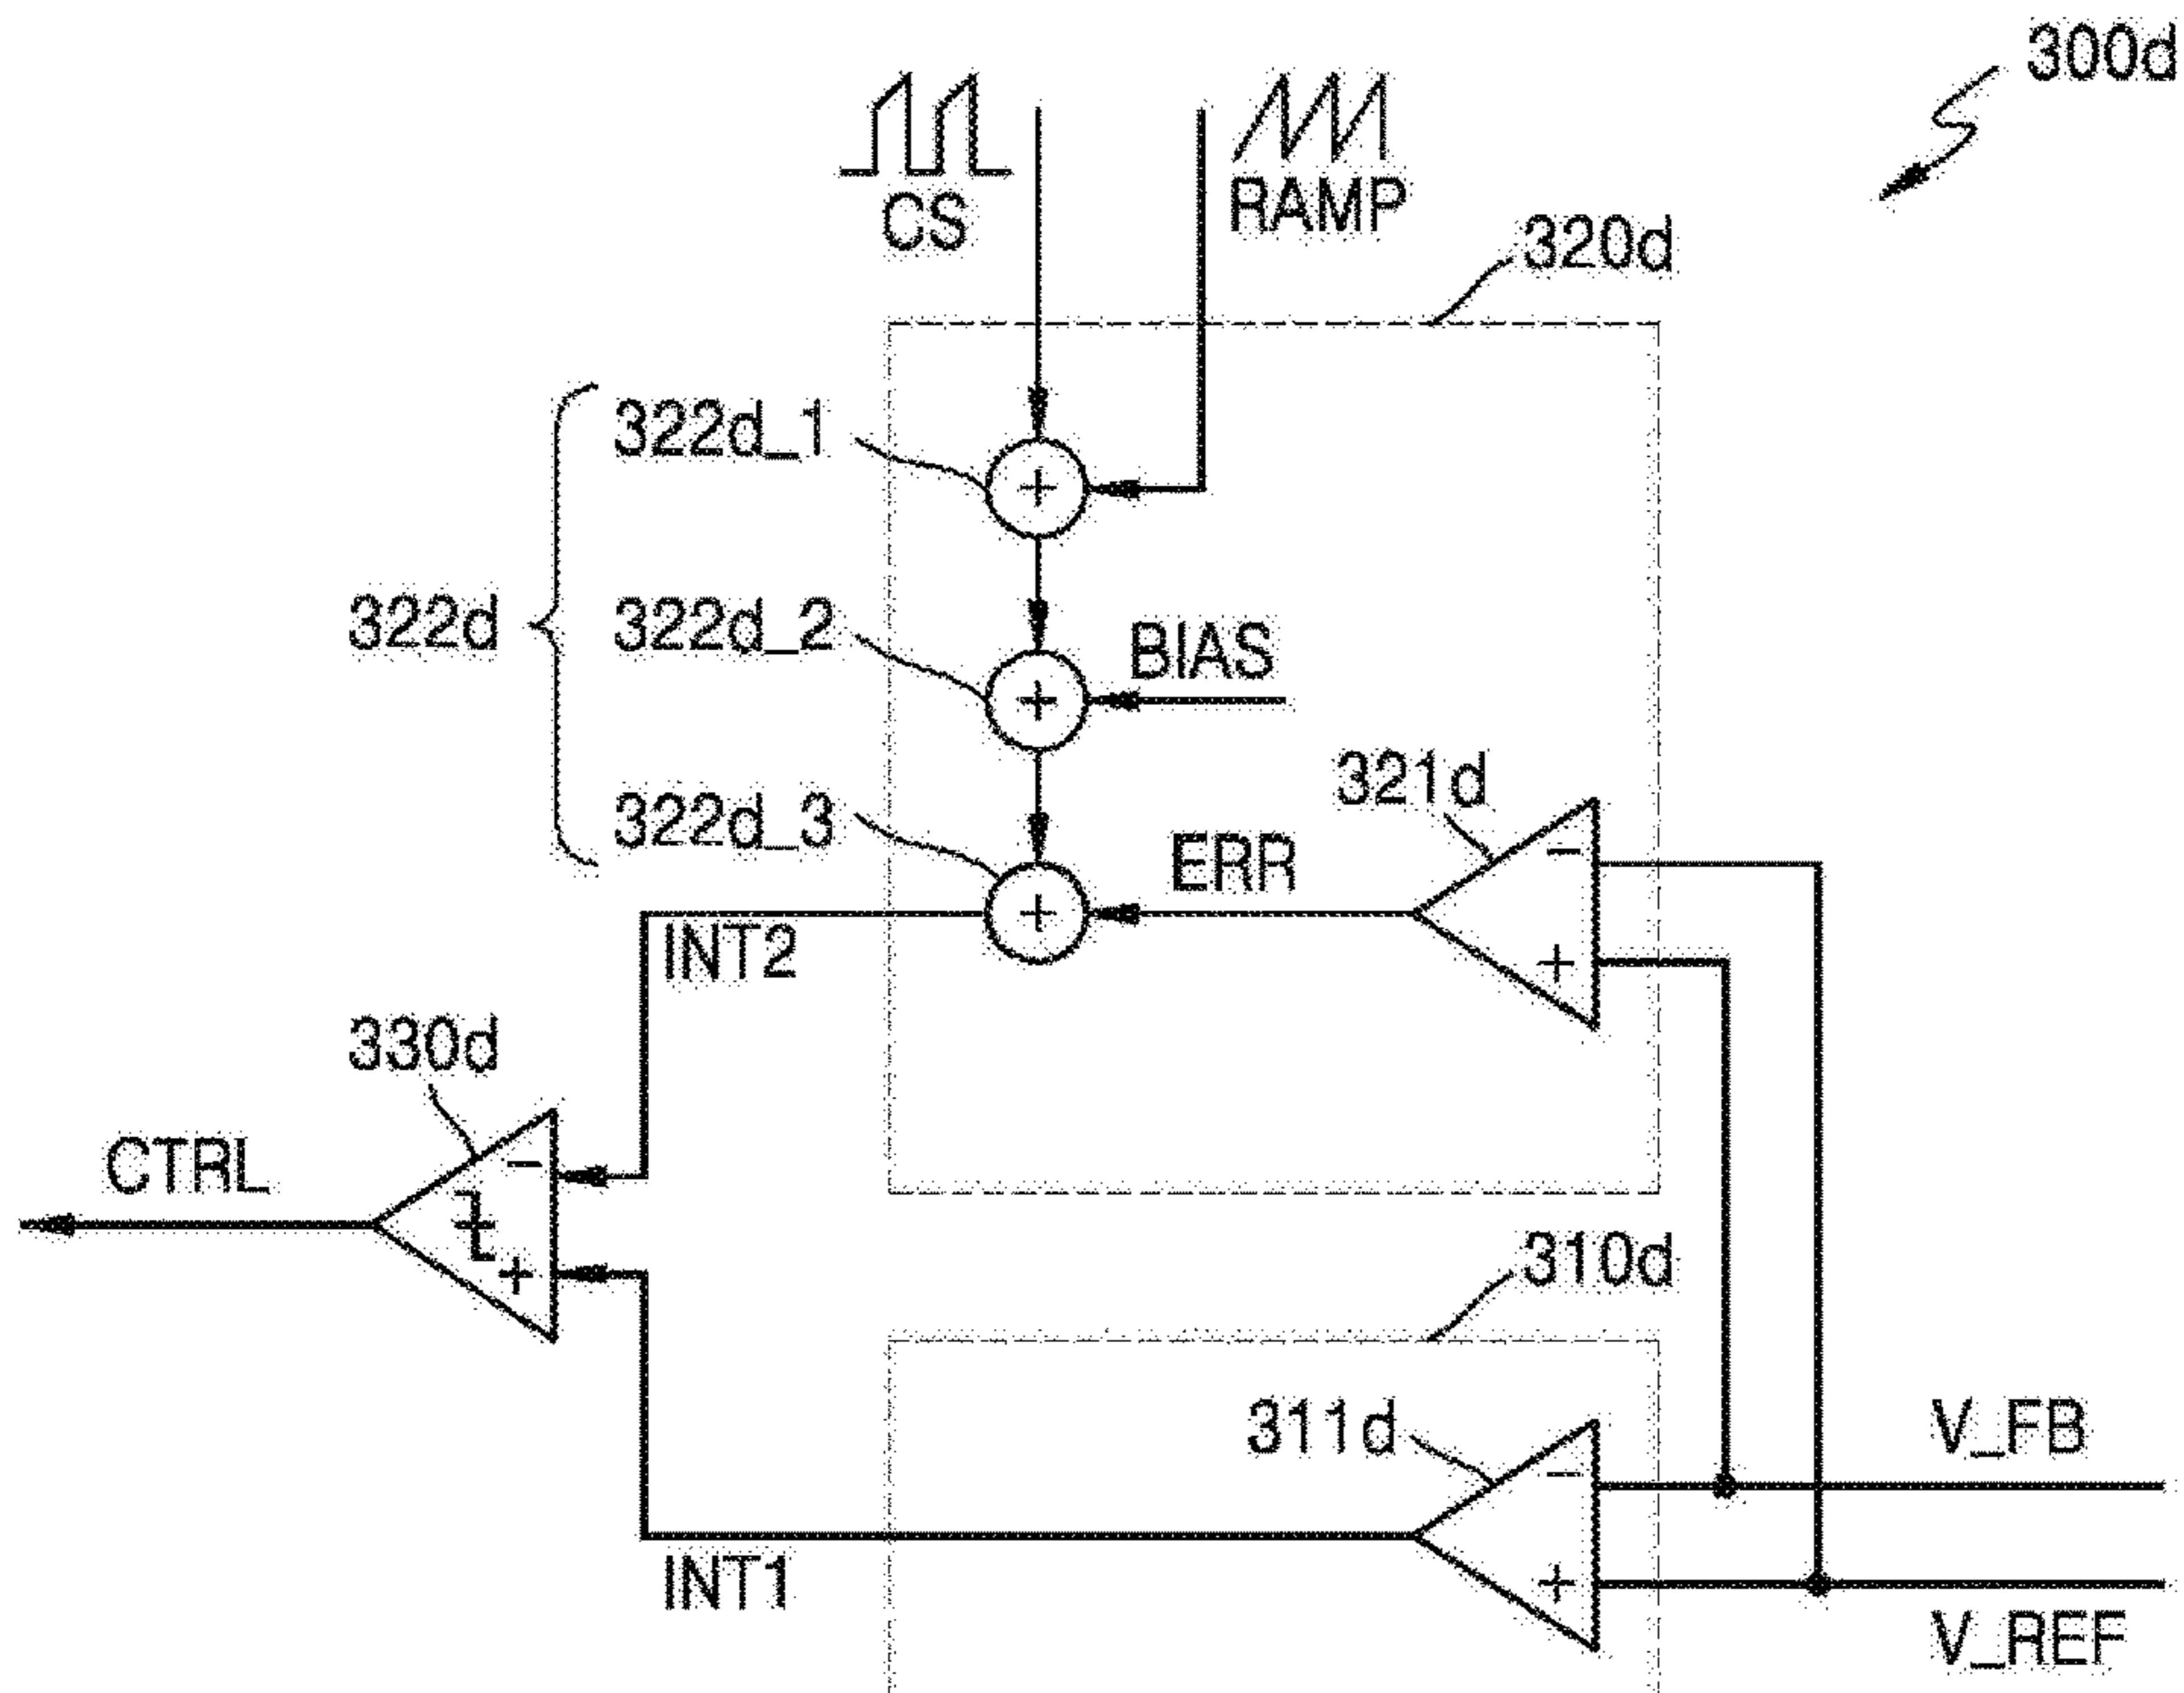 300d
CS
RAMP
320d
322d_1
322d
322d_2
BIAS
322d_3
321d
ERR
INT2
330d
CTRL
310d
311d
V_FB
INT1
V_REF